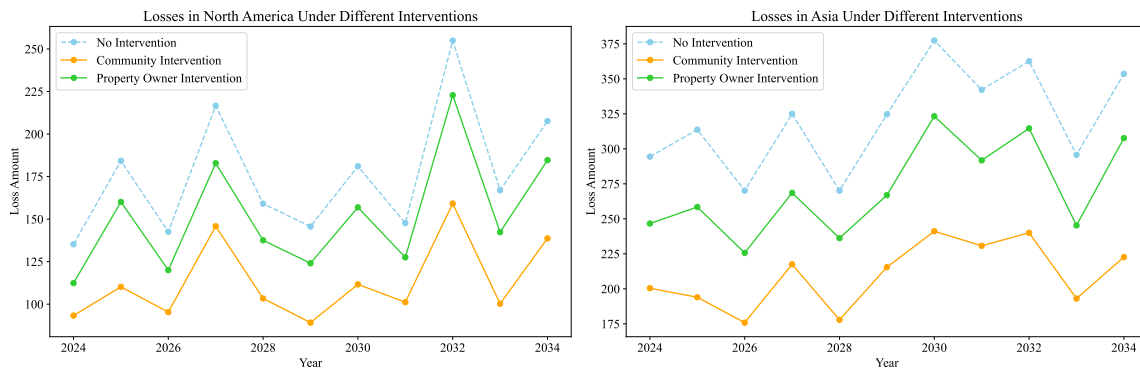 Losses in North America Under Different Interventions
No Intervention
Community Intervention
Property Owner Intervention
Loss Amount
250
225
200
175
150
125
100
2024
2026
2028
2030
2032
2034
Year
Losses in Asia Under Different Interventions
No Intervention
Community Intervention
Property Owner Intervention
Loss Amount
375
350
325
300
275
250
225
200
175
2024
2026
2028
2030
2032
2034
Year